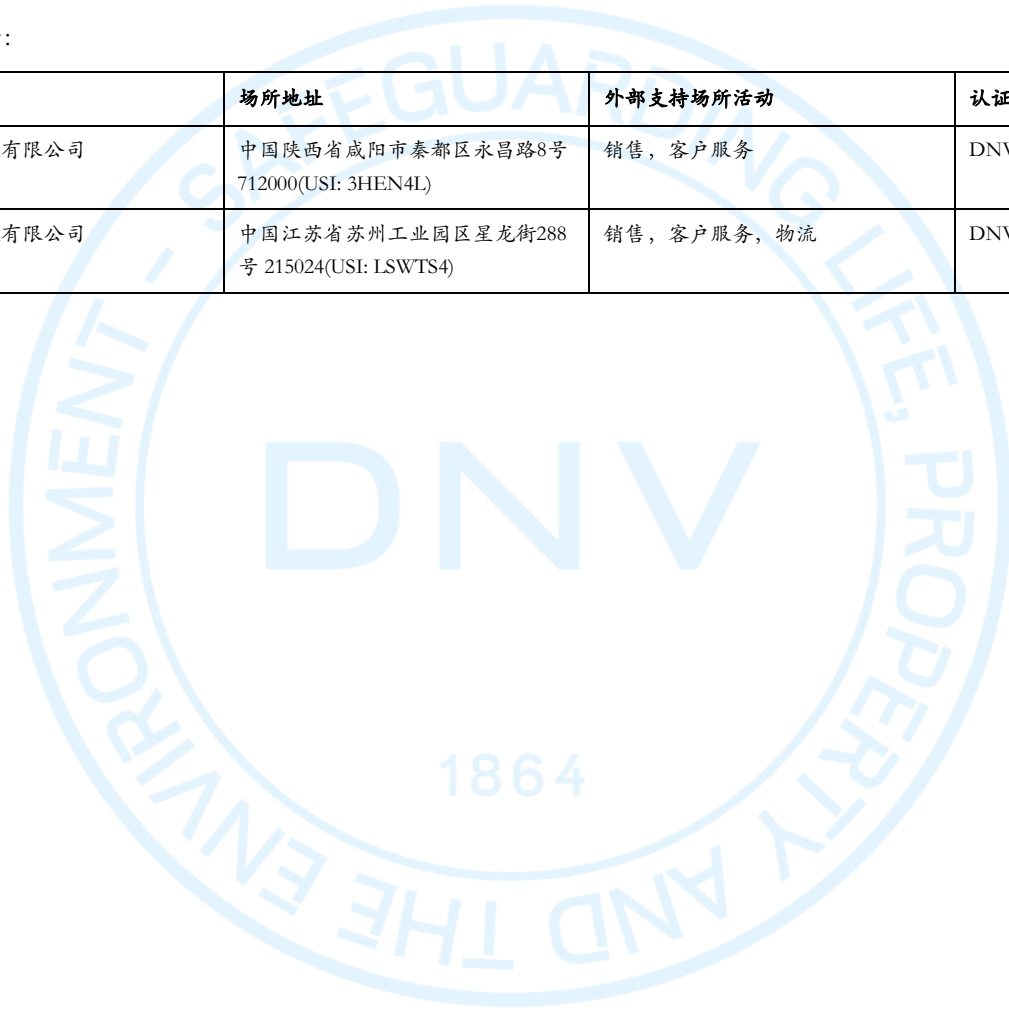 ：
场所地址 外部支持场所活动 认证
有限公司 中国陕西省咸阳市秦都区永昌路8号 销售，客户服务 DNV
712000(USI: 3HEN4L)
有限公司 中国江苏省苏州工业园区星龙街288 销售，客户服务，物流 DNV
号 215024(USI: LSWTS4)
SAFEGUARDING LIFE, PROPERTY AND THE ENVIRONMENT -
DNV
1864